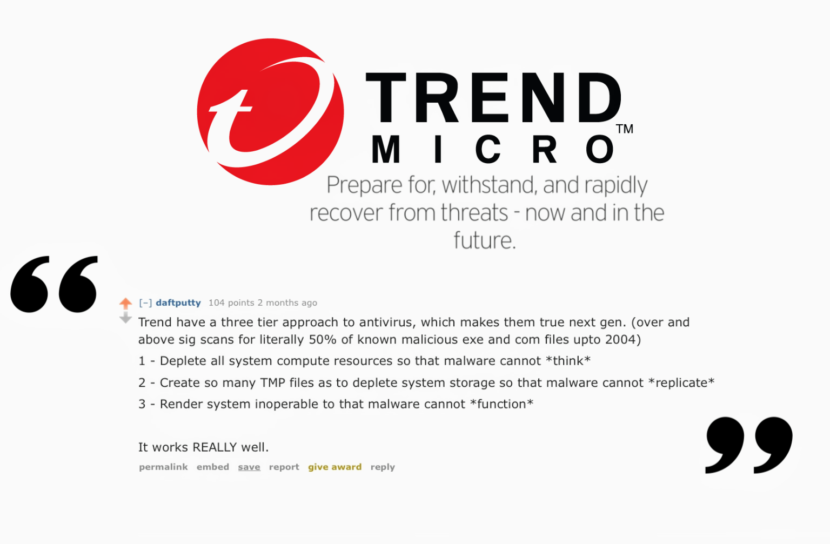 TREND
MICRO™
Prepare for, withstand, and rapidly
recover from threats - now and in the
future.
“
[–] daftputty 104 points 2 months ago
Trend have a three tier approach to antivirus, which makes them true next gen. (over and
above sig scans for literally 50% of known malicious exe and com files upto 2004)
1 - Deplete all system compute resources so that malware cannot *think*
2 - Create so many TMP files as to deplete system storage so that malware cannot *replicate*
3 - Render system inoperable to that malware cannot *function*
It works REALLY well.
permalink embed save report give award reply
”